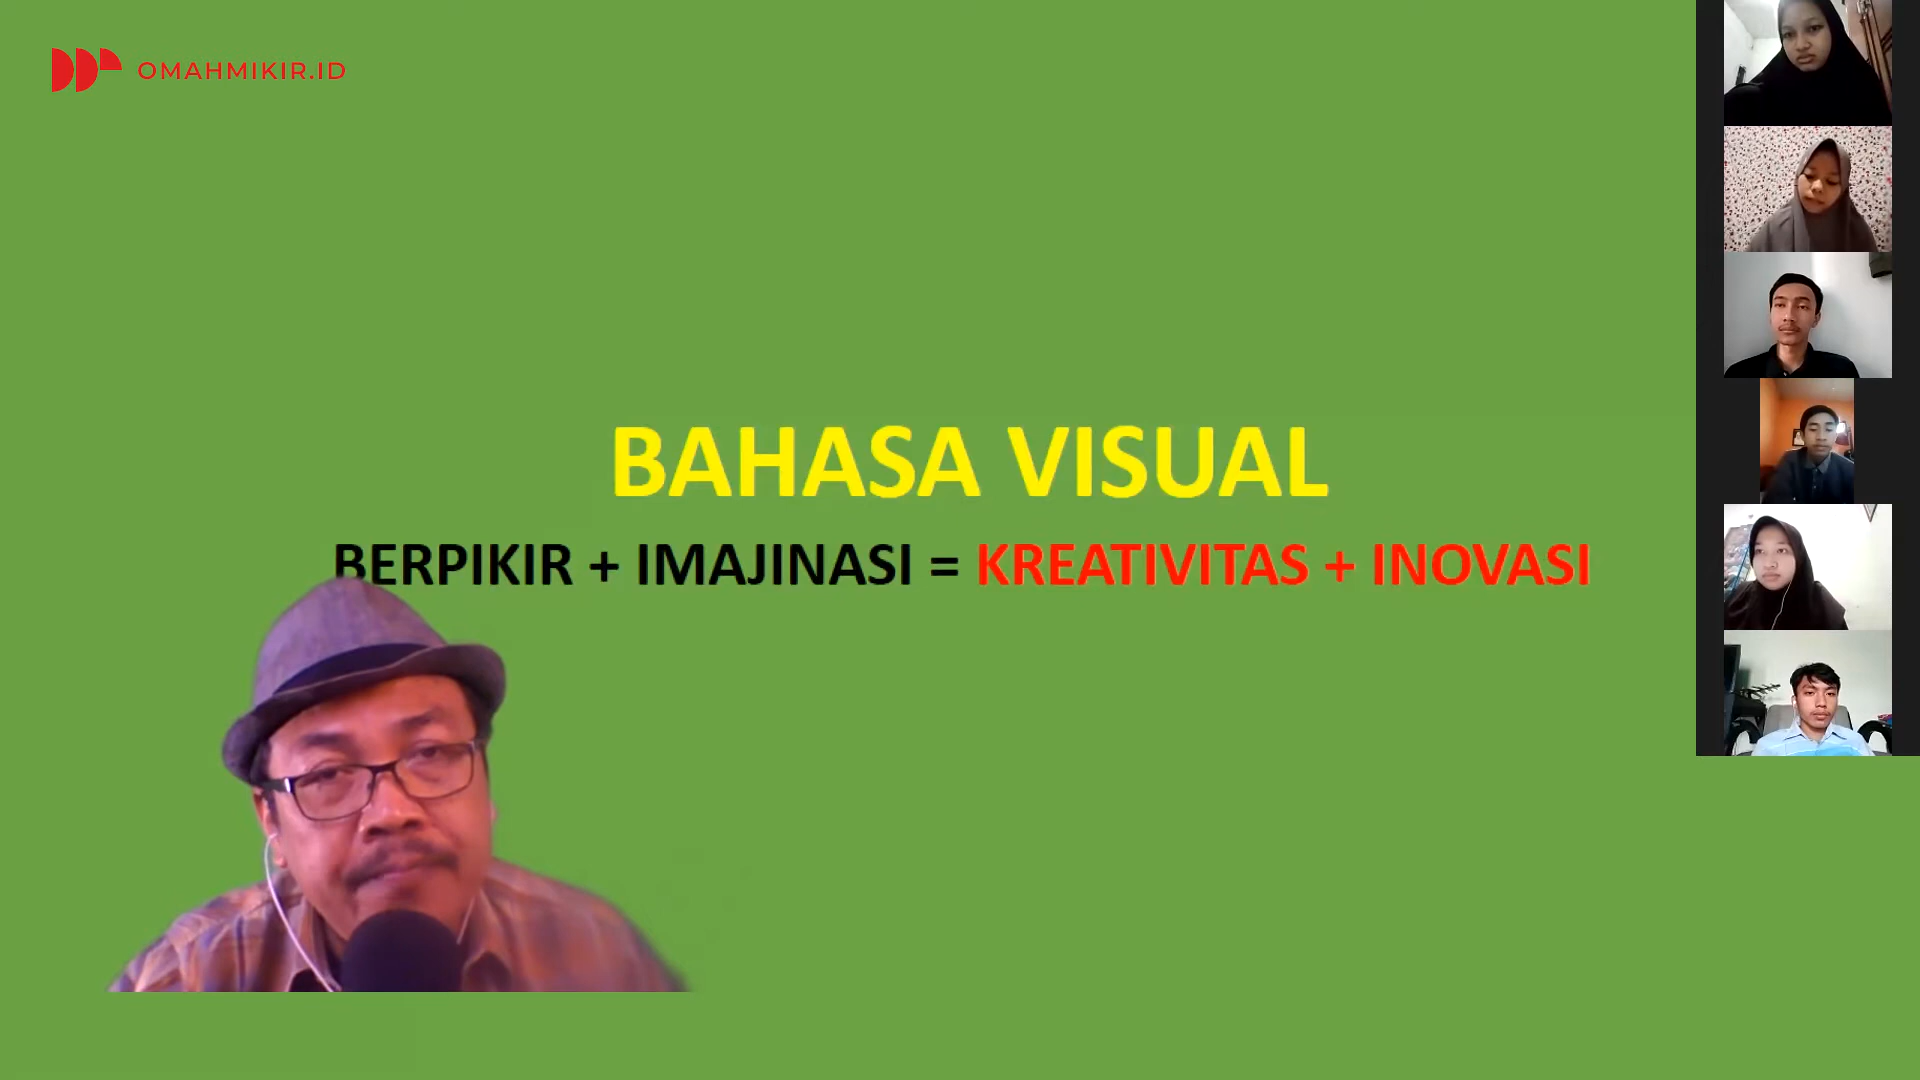 OMAHMIKIR.ID
BAHASA VISUAL
BERPIKIR + IMAJINASI = KREATIVITAS + INOVASI